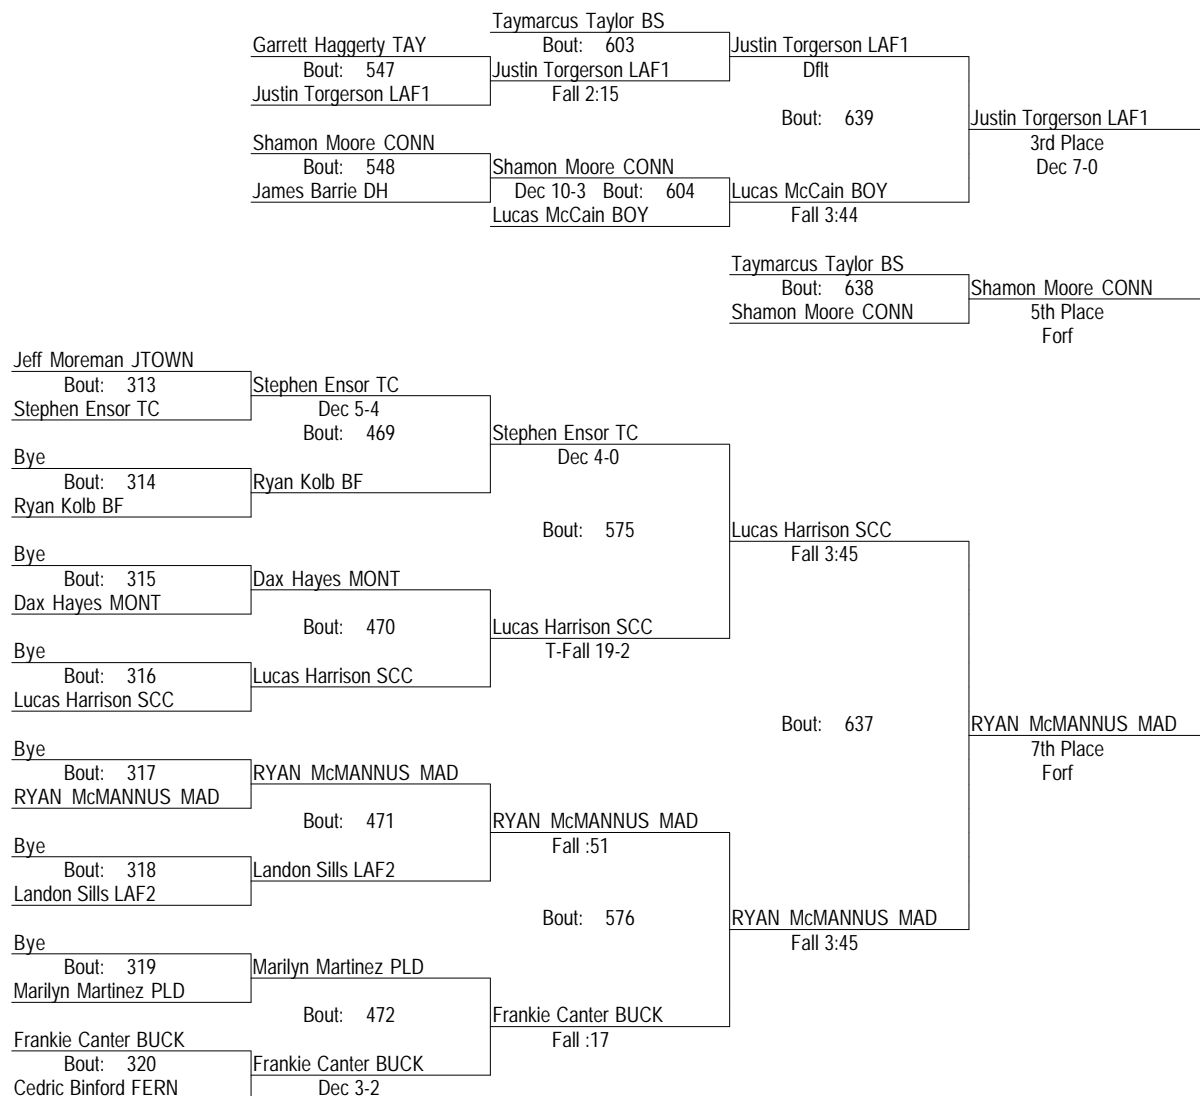 Taymarcus Taylor BS
Garrett Haggerty TAY
Bout: 603
Justin Torgerson LAF1
Bout: 547
Justin Torgerson LAF1
Dflt
Justin Torgerson LAF1
Fall 2:15
Bout: 639
Justin Torgerson LAF1
Shamon Moore CONN
3rd Place
Bout: 548
Shamon Moore CONN
Dec 7-0
James Barrie DH
Dec 10-3 Bout: 604
Lucas McCain BOY
Lucas McCain BOY
Fall 3:44
Taymarcus Taylor BS
Bout: 638
Shamon Moore CONN
Shamon Moore CONN
5th Place
Forf
Jeff Moreman JTOWN
Bout: 313
Stephen Ensor TC
Stephen Ensor TC
Dec 5-4
Bout: 469
Stephen Ensor TC
Bye
Dec 4-0
Bout: 314
Ryan Kolb BF
Ryan Kolb BF
Bout: 575
Lucas Harrison SCC
Bye
Fall 3:45
Bout: 315
Dax Hayes MONT
Dax Hayes MONT
Bout: 470
Lucas Harrison SCC
Bye
T-Fall 19-2
Bout: 316
Lucas Harrison SCC
Lucas Harrison SCC
Bout: 637
RYAN McMANNUS MAD
Bye
7th Place
Bout: 317
RYAN McMANNUS MAD
Forf
RYAN McMANNUS MAD
Bout: 471
RYAN McMANNUS MAD
Bye
Fall :51
Bout: 318
Landon Sills LAF2
Landon Sills LAF2
Bout: 576
RYAN McMANNUS MAD
Bye
Fall 3:45
Bout: 319
Marilyn Martinez PLD
Marilyn Martinez PLD
Bout: 472
Frankie Canter BUCK
Frankie Canter BUCK
Fall :17
Bout: 320
Frankie Canter BUCK
Cedric Binford FERN
Dec 3-2